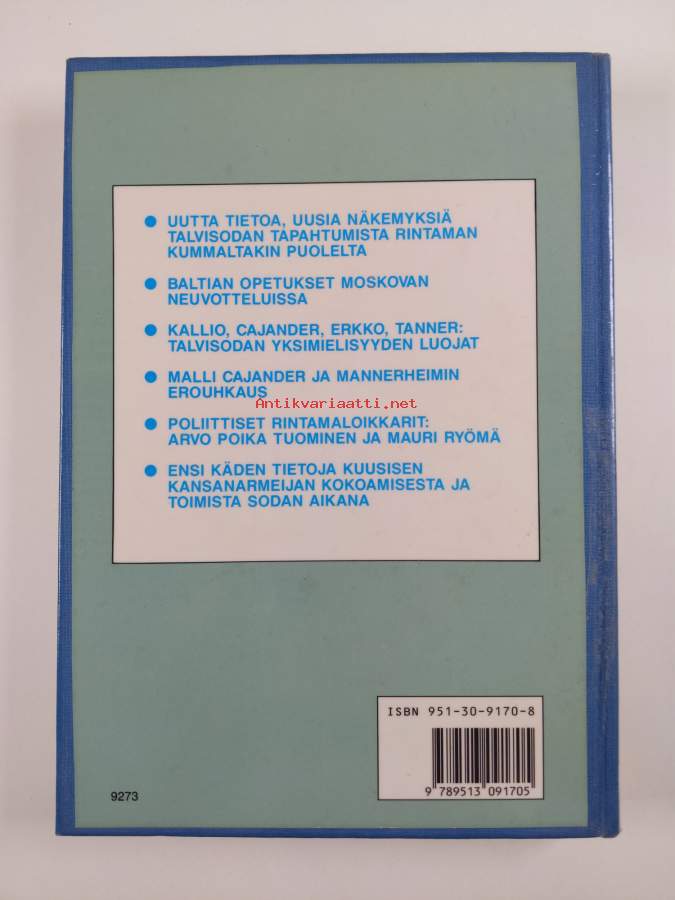 ● UUTTA TIETOA, UUSIA NÄKEMYKSIÄ
TALVISODAN TAPAHTUMISTA RINTAMAN
KUMMALTAKIN PUOLELTA
● BALTIAN OPETUKSET MOSKOVAN
NEUVOTTELUISSA
● KALLIO, CAJANDER, ERKKO, TANNER:
TALVISODAN YKSIMIELISYYDEN LUOJAT
● MALLI CAJANDER JA MANNERHEIMIN
EROUHKAUS
Antikvariaatti.net
● POLIITTISET RINTAMALOIKKARIT:
ARVO POIKA TUOMINEN JA MAURI RYÖMÄ
● ENSI KÄDEN TIETOJA KUUSISEN
KANSANARMEIJAN KOKOAMISESTA JA
TOIMISTA SODAN AIKANA
ISBN 951-30-9170-8
9 789513 091705
9273